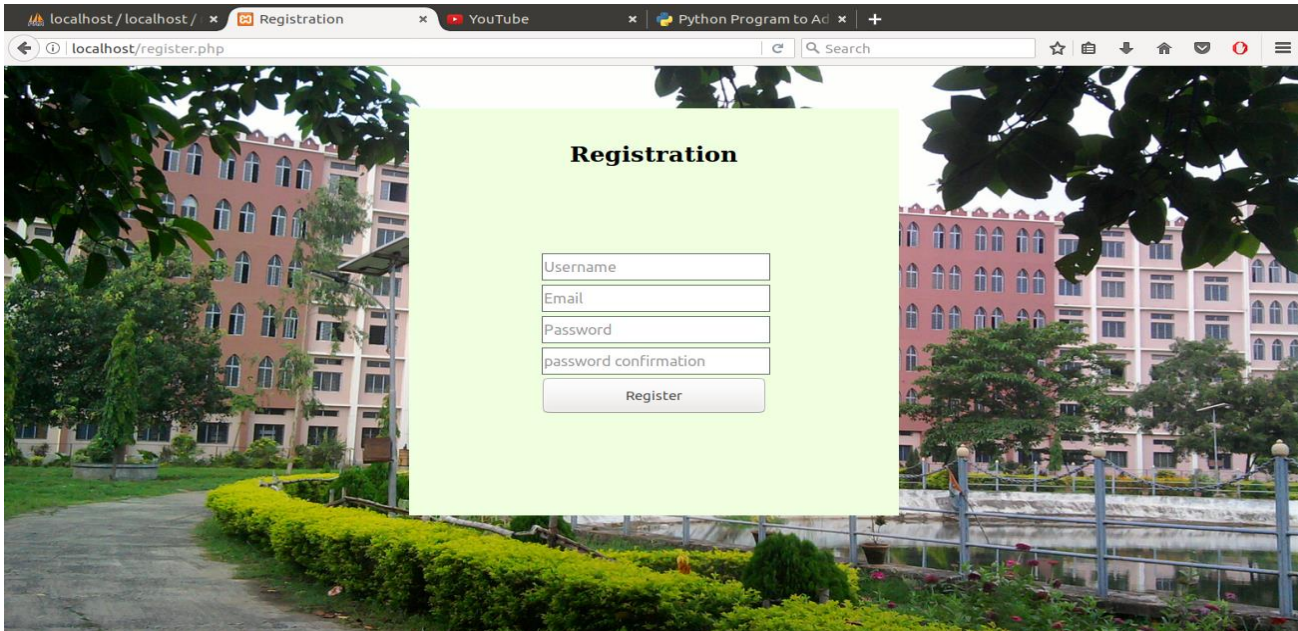 localhost / localhost / Registration YouTube Python Program to Ad
localhost/register.php Search
Registration
Username
Email
Password
password confirmation
Register